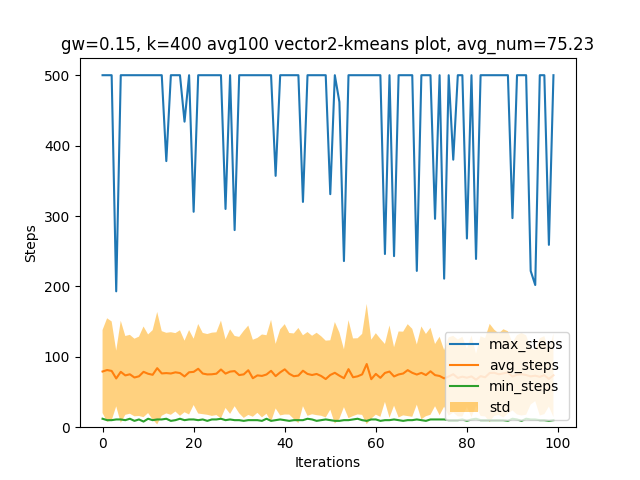 gw=0.15, k=400 avg100 vector2-kmeans plot, avg_num=75.23
500
400
300
200
100
0
Steps
max_steps
avg_steps
min_steps
std
0 20 40 60 80 100
Iterations